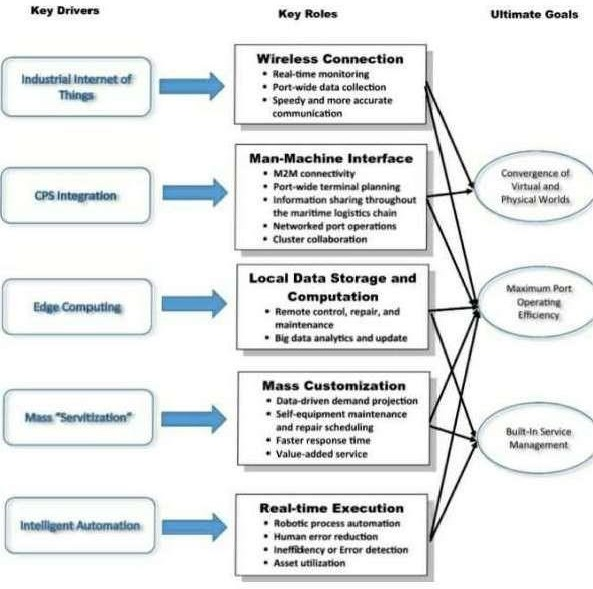 Key Drivers
Key Roles
Ultimate Goals
Industrial Internet of
Things
Wireless Connection
• Real-time monitoring
• Port-wide data collection
• Speedy and more accurate
communication
CPS Integration
Man-Machine Interface
• M2M connectivity
• Port-wide terminal planning
• Information sharing throughout
the maritime logistics chain
• Networked port operations
• Cluster collaboration
Convergence of
Virtual and
Physical Worlds
Edge Computing
Local Data Storage and
Computation
• Remote control, repair, and
maintenance
• Big data analytics and update
Maximum Port
Operating
Efficiency
Mass "Servitization"
Mass Customization
• Data-driven demand projection
• Self-equipment maintenance
and repair scheduling
• Faster response time
• Value-added service
Built-In Service
Management
Intelligent Automation
Real-time Execution
• Robotic process automation
• Human error reduction
• Inefficiency or Error detection
• Asset utilization